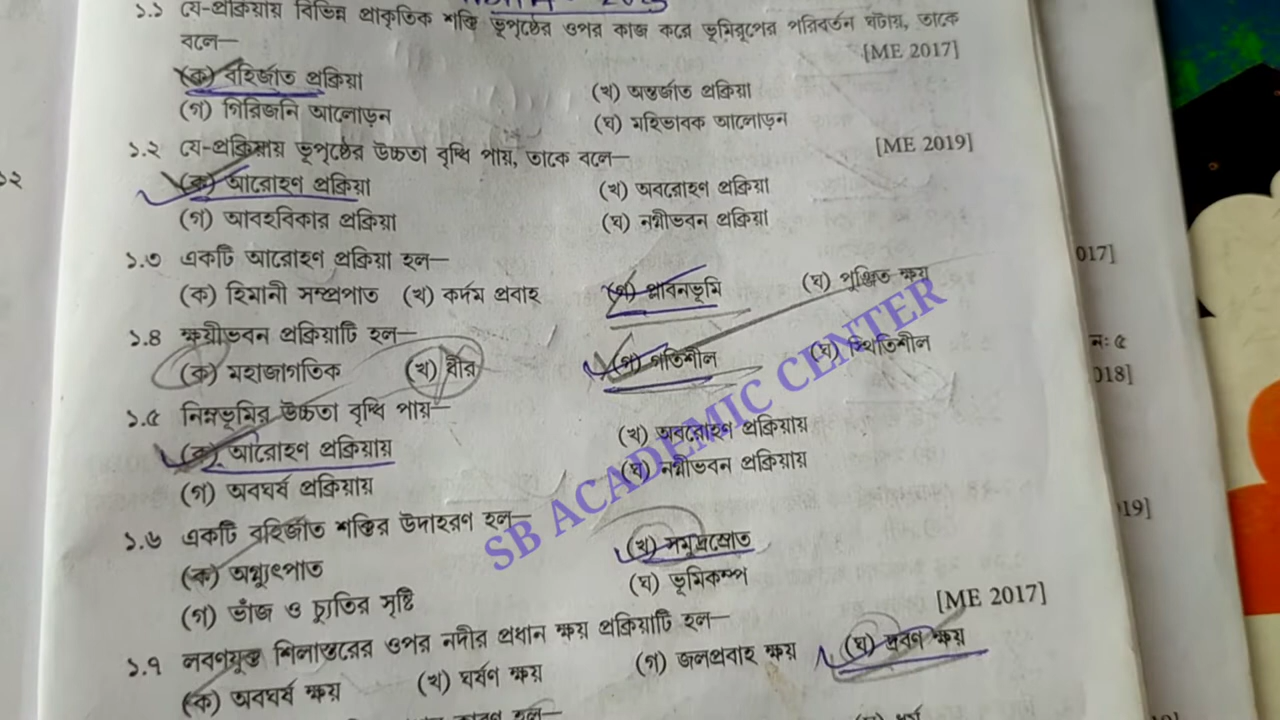 ১.১ যে-প্রক্রিয়ায় বিভিন্ন প্রাকৃতিক শক্তি ভূপৃষ্ঠের ওপর কাজ করে ভূমিরূপের পরিবর্তন ঘটায়, তাকে
বলে— [ME 2017]
(ক) বহির্জাত প্রক্রিয়া (খ) অন্তর্জাত প্রক্রিয়া
(গ) গিরিজনি আলোড়ন (ঘ) মহিভাবক আলোড়ন
১.২ যে-প্রক্রিয়ায় ভূপৃষ্ঠের উচ্চতা বৃদ্ধি পায়, তাকে বলে— [ME 2019]
(ক) আরোহণ প্রক্রিয়া (খ) অবরোহণ প্রক্রিয়া
(গ) আবহবিকার প্রক্রিয়া (ঘ) নগ্নীভবন প্রক্রিয়া
১.৩ একটি আরোহণ প্রক্রিয়া হল—
(ক) হিমানী সম্প্রপাত (খ) কর্দম প্রবাহ (গ) প্লাবনভূমি (ঘ) পুঞ্জিত ক্ষয়
১.৪ ক্ষয়ীভবন প্রক্রিয়াটি হল—
(ক) মহাজাগতিক (খ) ধীর (গ) গতিশীল (ঘ) স্থিতিশীল
১.৫ নিম্নভূমির উচ্চতা বৃদ্ধি পায়—
(ক) আরোহণ প্রক্রিয়ায় (খ) অবরোহণ প্রক্রিয়ায়
(গ) অবঘর্ষ প্রক্রিয়ায় (ঘ) নগ্নীভবন প্রক্রিয়ায়
১.৬ একটি বহির্জাত শক্তির উদাহরণ হল—
(ক) অগ্ন্যুৎপাত (খ) সমুদ্রস্রোত
(গ) ভাঁজ ও চ্যুতির সৃষ্টি (ঘ) ভূমিকম্প
১.৭ লবণযুক্ত শিলাস্তরের ওপর নদীর প্রধান ক্ষয় প্রক্রিয়াটি হল— [ME 2017]
(ক) অবঘর্ষ ক্ষয় (খ) ঘর্ষণ ক্ষয় (গ) জলপ্রবাহ ক্ষয় (ঘ) দ্রবণ ক্ষয়
SB ACADEMIC CENTER
১২
017]
নঃ ৫
018]
19]